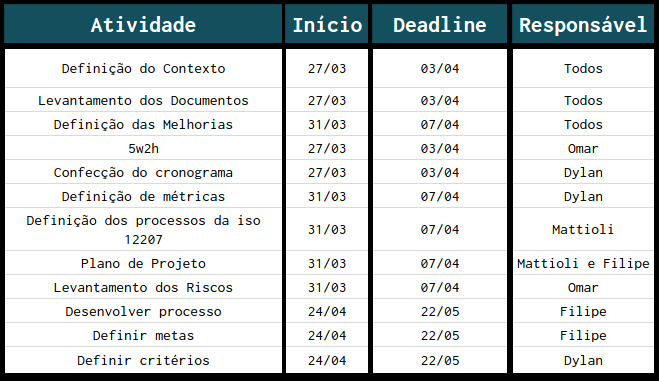 Atividade Início Deadline Responsável
Definição do Contexto 27/03 03/04 Todos
Levantamento dos Documentos 27/03 03/04 Todos
Definição das Melhorias 31/03 07/04 Todos
5w2h 27/03 03/04 Omar
Confecção do cronograma 27/03 03/04 Dylan
Definição de métricas 31/03 07/04 Dylan
Definição dos processos da iso
12207 31/03 07/04 Mattioli
Plano de Projeto 31/03 07/04 Mattioli e Filipe
Levantamento dos Riscos 31/03 07/04 Omar
Desenvolver processo 24/04 22/05 Filipe
Definir metas 24/04 22/05 Filipe
Definir critérios 24/04 22/05 Dylan